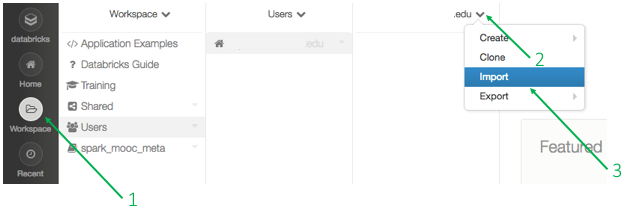 Workspace
Users
.edu
databricks
Home
Workspace
Recent
</> Application Examples
? Databricks Guide
Training
Shared
Users
spark_mooc_meta
.edu
Create
Clone
Import
Export
Featured
1
2
3